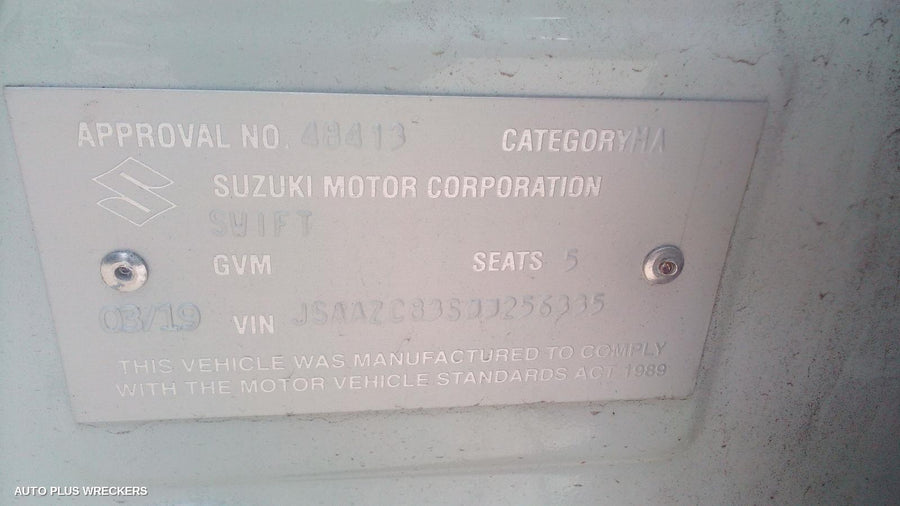 APPROVAL NO. 48413 CATEGORY MA
SUZUKI MOTOR CORPORATION
SWIFT
GVM SEATS 5
03/19 VIN
THIS VEHICLE WAS MANUFACTURED TO COMPLY
WITH THE MOTOR VEHICLE STANDARDS ACT 1989
AUTO PLUS WRECKERS